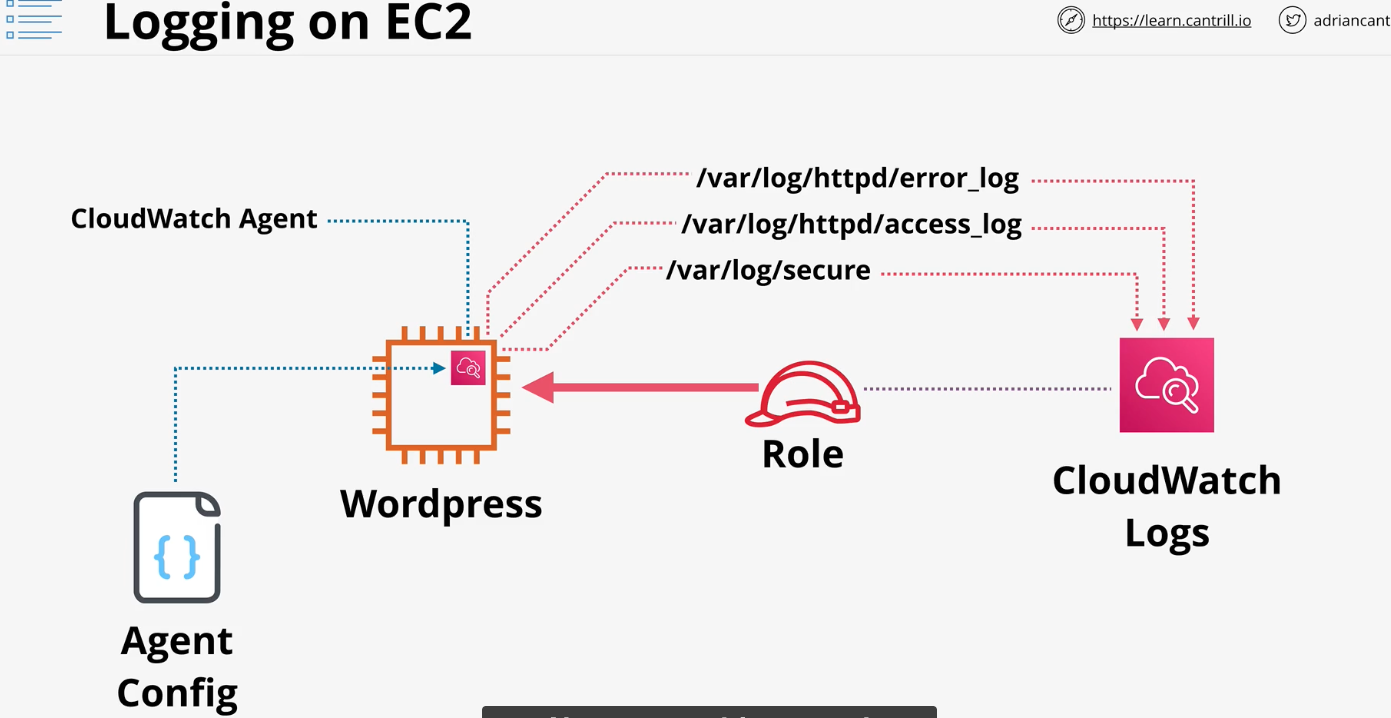 Logging on EC2
https://learn.cantrill.io
adriancant
/var/log/httpd/error_log
CloudWatch Agent
/var/log/httpd/access_log
/var/log/secure
Role
Wordpress
CloudWatch
Logs
Agent
Config